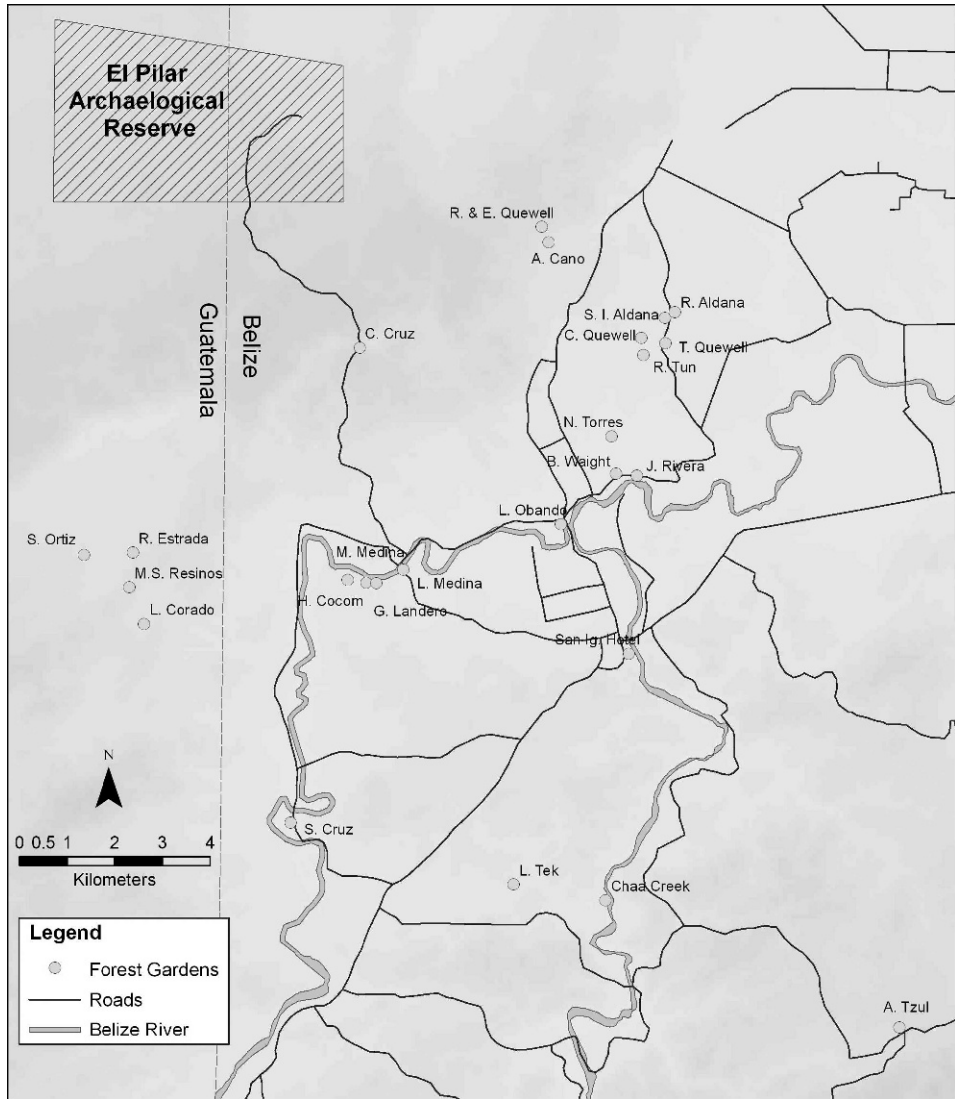 El Pilar
Archaelogical
Reserve
R. & E. Quewell
A. Cano
Guatemala
Belize
C. Cruz
S. I. Aldana
R. Aldana
C. Quewell
T. Quewell
R. Tun
N. Torres
B. Waight
J. Rivera
L. Obando
S. Ortiz
R. Estrada
M.S. Resinos
L. Corado
M. Medina
L. Medina
H. Cocom
G. Landero
San Ig. Hotel
N
S. Cruz
0 0.5 1 2 3 4
Kilometers
L. Tek
Chaa Creek
A. Tzul
Legend
Forest Gardens
Roads
Belize River